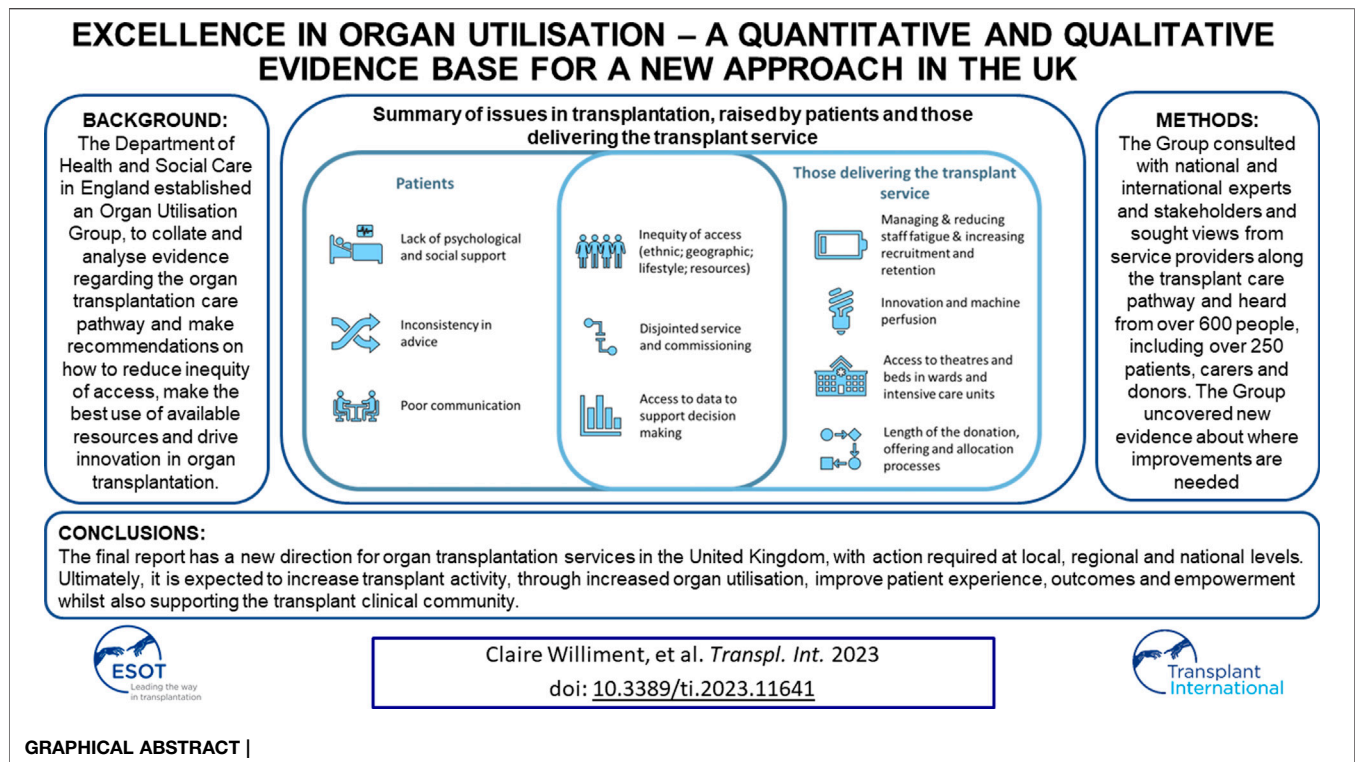 EXCELLENCE IN ORGAN UTILISATION – A QUANTITATIVE AND QUALITATIVE
EVIDENCE BASE FOR A NEW APPROACH IN THE UK
BACKGROUND:
The Department of
Health and Social Care
in England established
an Organ Utilisation
Group, to collate and
analyse evidence
regarding the organ
transplantation care
pathway and make
recommendations on
how to reduce inequity
of access, make the
best use of available
resources and drive
innovation in organ
transplantation.
Summary of issues in transplantation, raised by patients and those
delivering the transplant service
Patients
Lack of psychological
and social support
Inconsistency in
advice
Poor communication
Inequity of access
(ethnic; geographic;
lifestyle; resources)
Disjointed service
and commissioning
Access to data to
support decision
making
Those delivering the transplant
service
Managing & reducing
staff fatigue & increasing
recruitment and
retention
Innovation and machine
perfusion
Access to theatres and
beds in wards and
intensive care units
Length of the donation,
offering and allocation
processes
METHODS:
The Group consulted
with national and
international experts
and stakeholders and
sought views from
service providers along
the transplant care
pathway and heard
from over 600 people,
including over 250
patients, carers and
donors. The Group
uncovered new
evidence about where
improvements are
needed
CONCLUSIONS:
The final report has a new direction for organ transplantation services in the United Kingdom, with action required at local, regional and national levels.
Ultimately, it is expected to increase transplant activity, through increased organ utilisation, improve patient experience, outcomes and empowerment
whilst also supporting the transplant clinical community.
ESOT
Leading the way
in transplantation
Claire Williment, et al. Transpl. Int. 2023
doi: 10.3389/ti.2023.11641
Transplant
International
GRAPHICAL ABSTRACT |